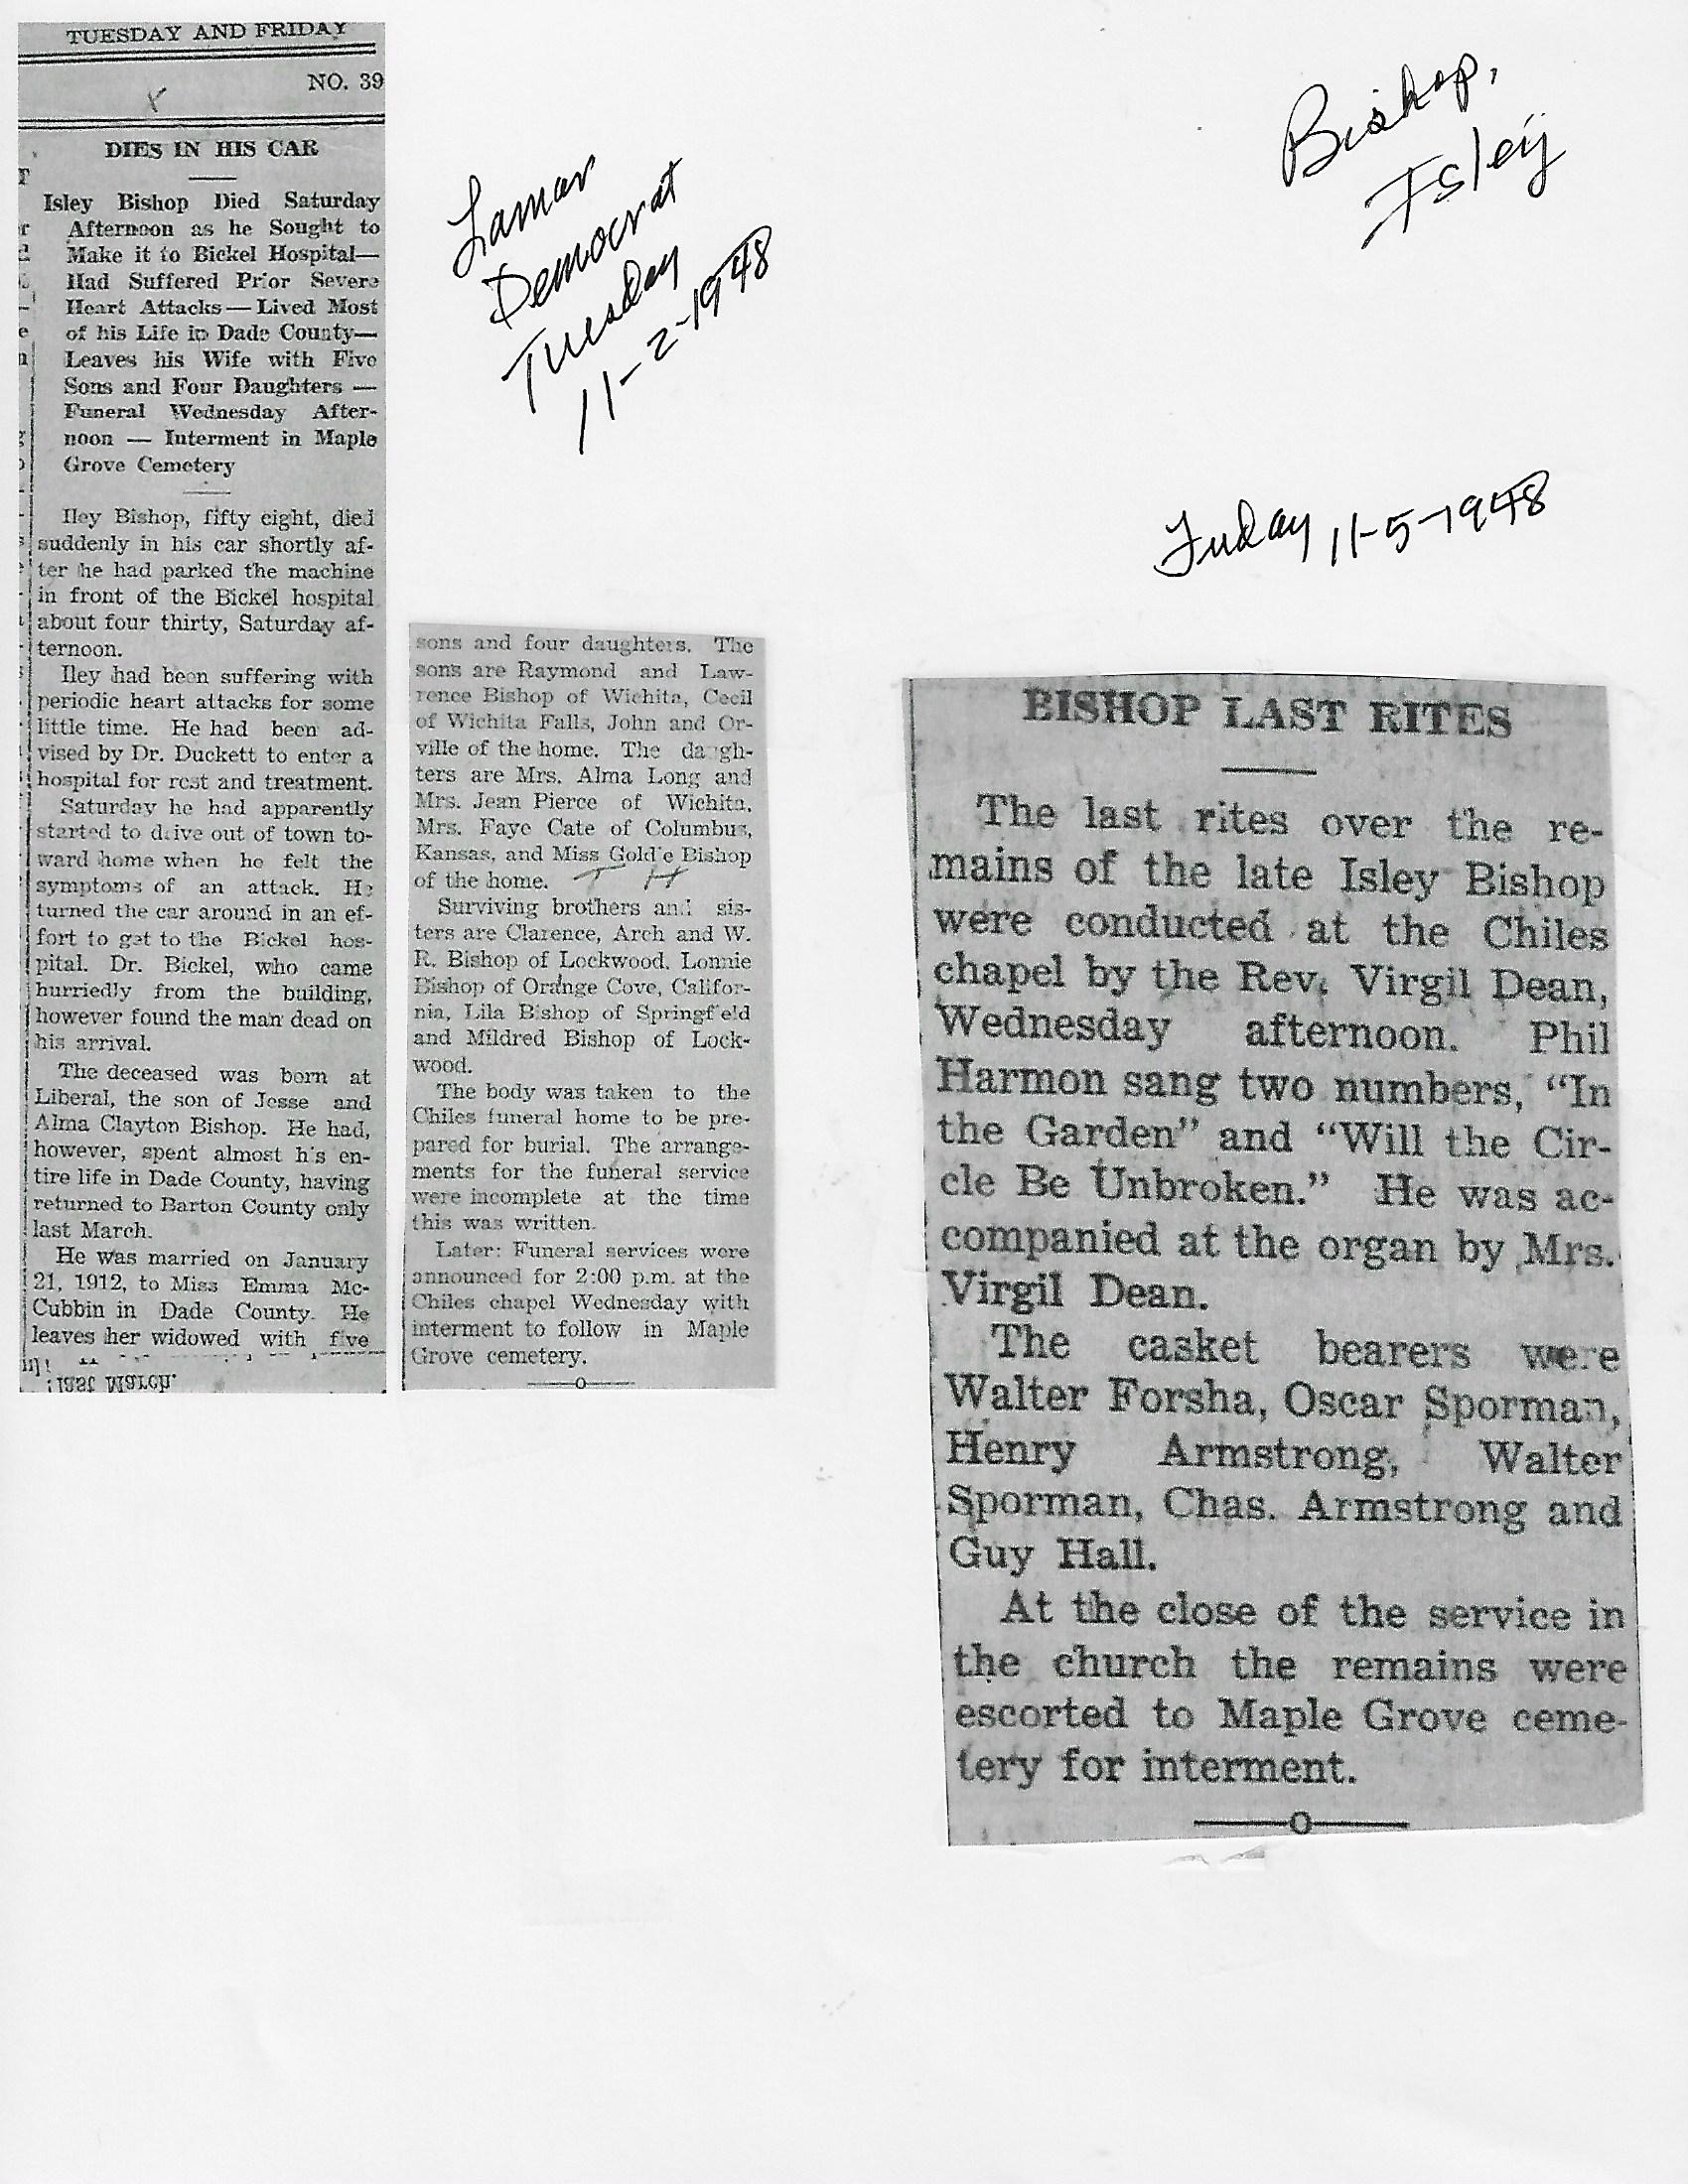 TUESDAY AND FRIDAY
NO. 39
DIES IN HIS CAR
Isley Bishop Died Saturday
Afternoon as he Sought to
Make it to Bickel Hospital—
Had Suffered Prior Severe
Heart Attacks — Lived Most
of his Life in Dade County—
Leaves his Wife with Five
Sons and Four Daughters —
Funeral Wednesday After-
noon — Interment in Maple
Grove Cemetery
Iley Bishop, fifty eight, died
suddenly in his car shortly af-
ter he had parked the machine
in front of the Bickel hospital
about four thirty, Saturday af-
ternoon.
Iley had been suffering with
periodic heart attacks for some
little time. He had been ad-
vised by Dr. Duckett to enter a
hospital for rest and treatment.
Saturday he had apparently
started to drive out of town to-
ward home when he felt the
symptoms of an attack. He
turned the car around in an ef-
fort to get to the Bickel hos-
pital. Dr. Bickel, who came
hurriedly from the building,
however found the man dead on
his arrival.
The deceased was born at
Liberal, the son of Jesse and
Alma Clayton Bishop. He had,
however, spent almost his en-
tire life in Dade County, having
returned to Barton County only
last March.
He was married on January
21, 1912, to Miss Emma Mc-
Cubbin in Dade County. He
leaves her widowed with five
last March.
Lamar
Democrat
Tuesday
11-2-1948
sons and four daughters. The
sons are Raymond and Law-
rence Bishop of Wichita, Cecil
of Wichita Falls, John and Or-
ville of the home. The daugh-
ters are Mrs. Alma Long and
Mrs. Jean Pierce of Wichita,
Mrs. Faye Cate of Columbus,
Kansas, and Miss Goldie Bishop
of the home. T H
Surviving brothers and sis-
ters are Clarence, Arch and W.
R. Bishop of Lockwood. Lonnie
Bishop of Orange Cove, Califor-
nia, Lila Bishop of Springfield
and Mildred Bishop of Lock-
wood.
The body was taken to the
Chiles funeral home to be pre-
pared for burial. The arrange-
ments for the funeral service
were incomplete at the time
this was written.
Later: Funeral services were
announced for 2:00 p.m. at the
Chiles chapel Wednesday with
interment to follow in Maple
Grove cemetery.
Bishop,
Isley
Friday 11-5-1948
BISHOP LAST RITES
The last rites over the re-
mains of the late Isley Bishop
were conducted at the Chiles
chapel by the Rev. Virgil Dean,
Wednesday afternoon. Phil
Harmon sang two numbers, “In
the Garden” and “Will the Cir-
cle Be Unbroken.” He was ac-
companied at the organ by Mrs.
Virgil Dean.
The casket bearers were
Walter Forsha, Oscar Sporman,
Henry Armstrong, Walter
Sporman, Chas. Armstrong and
Guy Hall.
At the close of the service in
the church the remains were
escorted to Maple Grove ceme-
tery for interment.